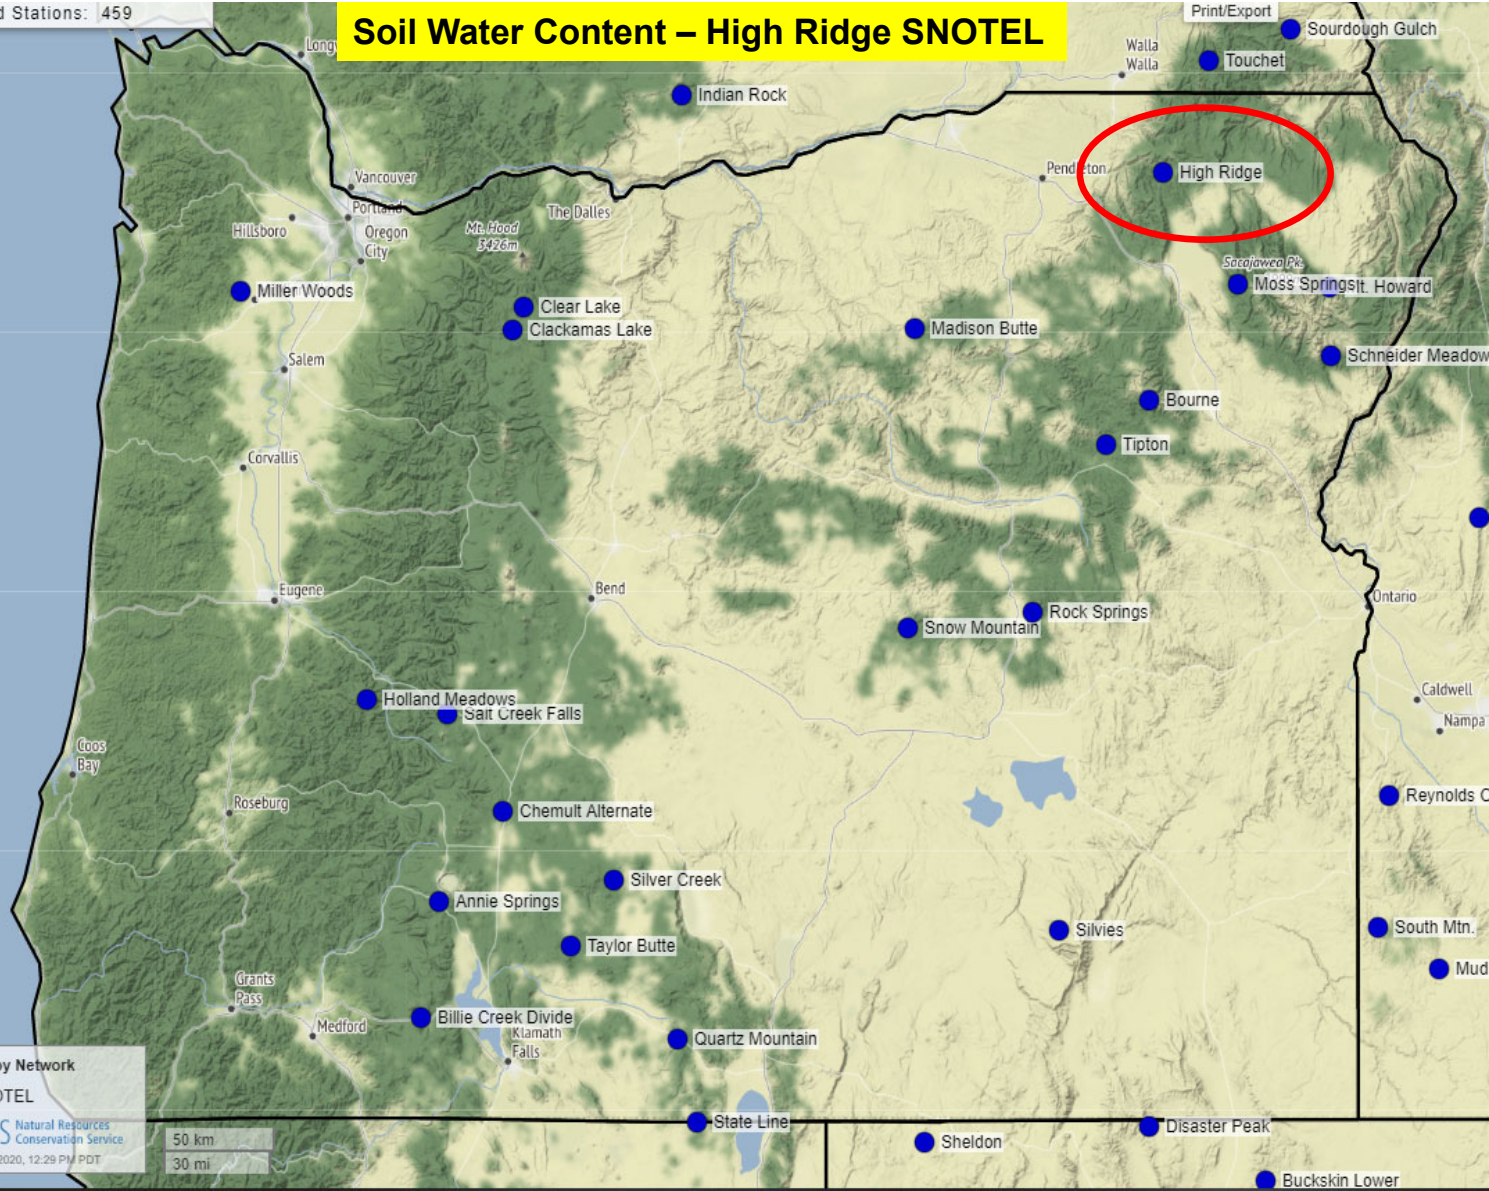 d Stations: 459
Soil Water Content – High Ridge SNOTEL
Print/Export
Sourdough Gulch
Walla
Walla
Touchet
Indian Rock
Pendleton
High Ridge
Vancouver
Portland
Hillsboro
Oregon
City
The Dalles
Mt. Hood
3426m
Sacajawea Pk.
Miller Woods
Moss Springs
lt. Howard
Clear Lake
Clackamas Lake
Madison Butte
Salem
Schneider Meadow
Bourne
Tipton
Corvallis
Eugene
Bend
Ontario
Snow Mountain
Rock Springs
Holland Meadows
Salt Creek Falls
Caldwell
Nampa
Coos
Bay
Roseburg
Chemult Alternate
Reynolds C
Silver Creek
Annie Springs
Silvies
South Mtn.
Taylor Butte
Mud
Grants
Pass
Medford
Billie Creek Divide
Klamath
Falls
Quartz Mountain
by Network
OTEL
S Natural Resources
Conservation Service
2020, 12:29 PM PDT
50 km
30 mi
State Line
Sheldon
Disaster Peak
Buckskin Lower